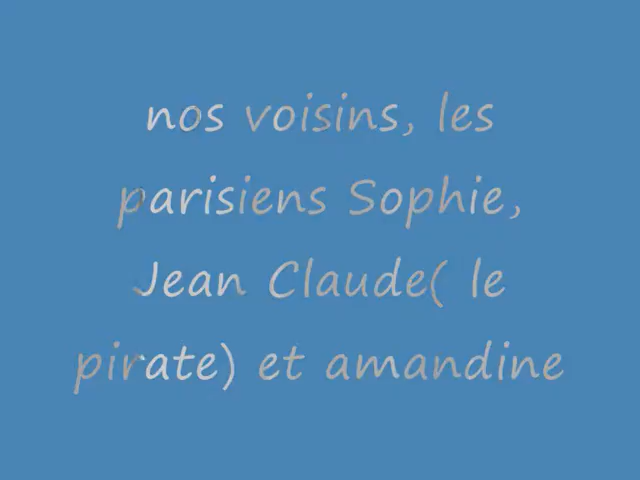 nos voisins, les
parisiens Sophie,
Jean Claude( le
pirate) et amandine